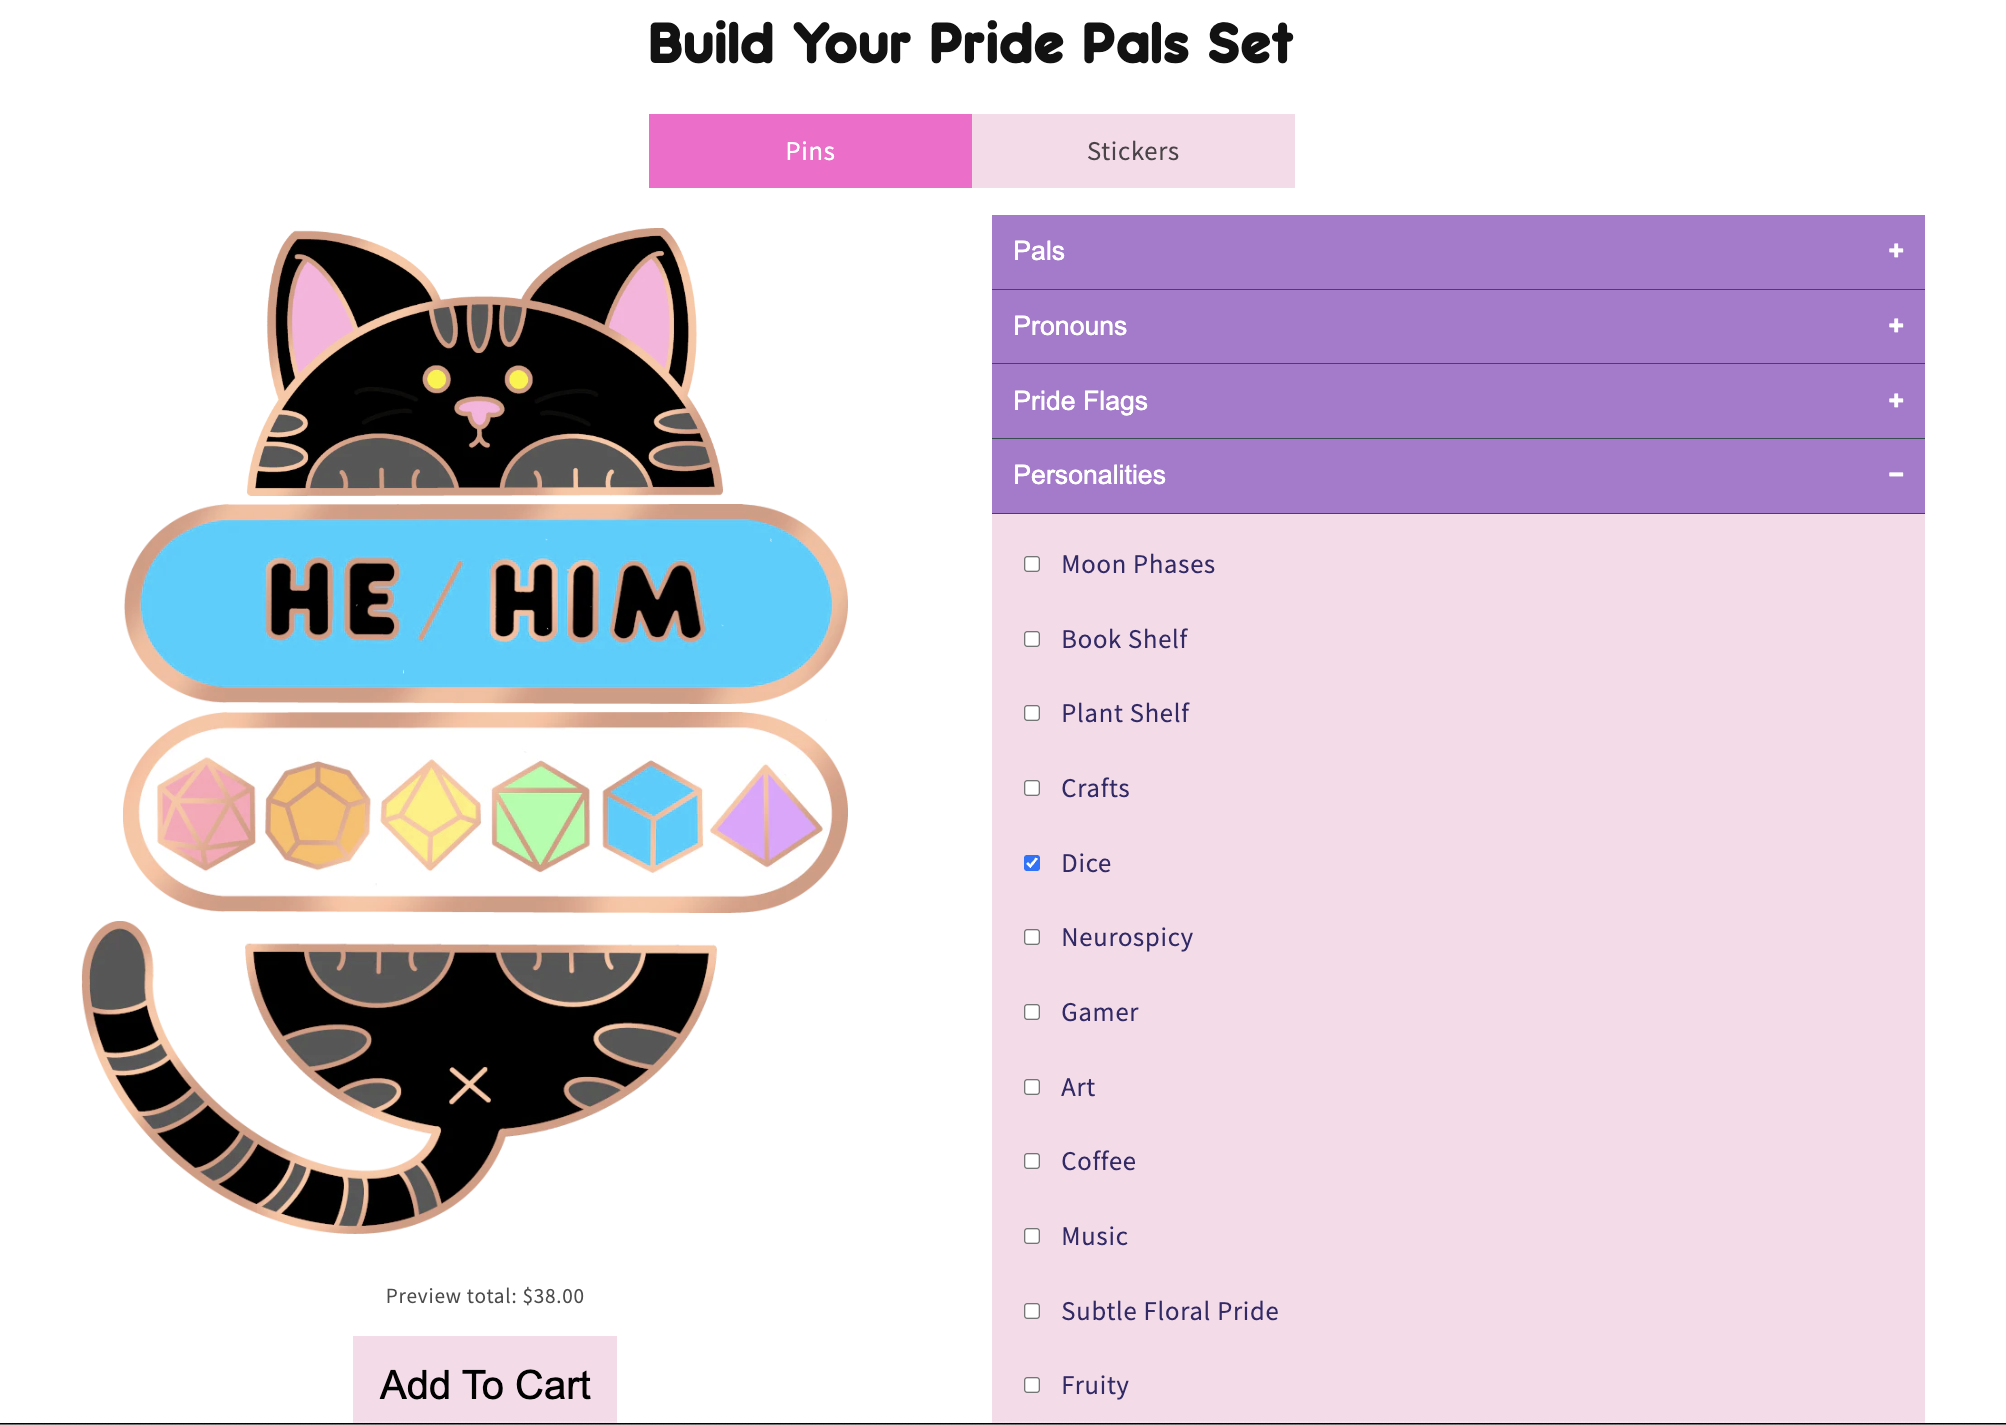 Build Your Pride Pals Set
Pins
Stickers
HE / HIM
Preview total: $38.00
Add To Cart
Pals +
Pronouns +
Pride Flags +
Personalities −
Moon Phases
Book Shelf
Plant Shelf
Crafts
Dice
Neurospicy
Gamer
Art
Coffee
Music
Subtle Floral Pride
Fruity